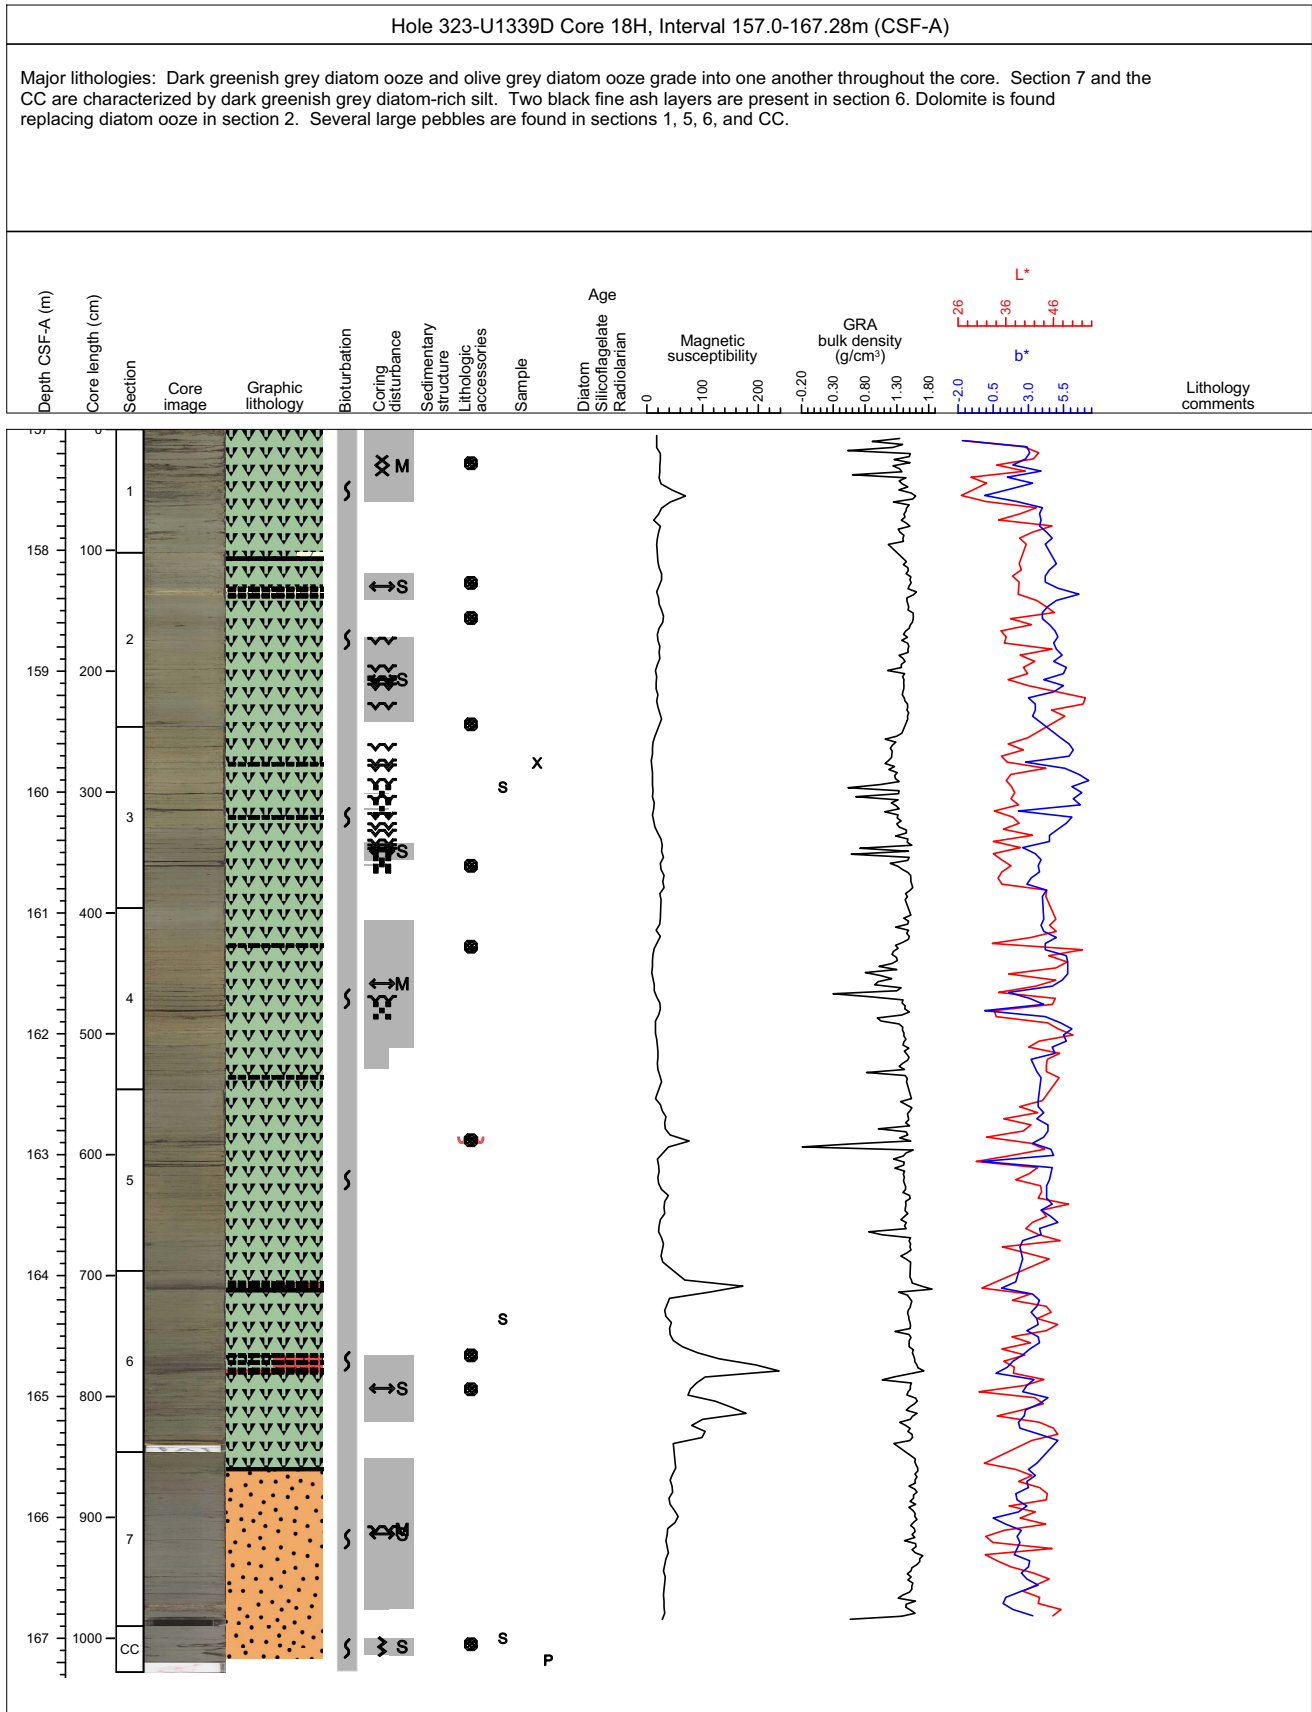 Hole 323-U1339D Core 18H, Interval 157.0-167.28m (CSF-A)
Major lithologies: Dark greenish grey diatom ooze and olive grey diatom ooze grade into one another throughout the core. Section 7 and the
CC are characterized by dark greenish grey diatom-rich silt. Two black fine ash layers are present in section 6. Dolomite is found
replacing diatom ooze in section 2. Several large pebbles are found in sections 1, 5, 6, and CC.
Depth CSF-A (m)
Core length (cm)
Section
Core
image
Graphic
lithology
Bioturbation
Coring
disturbance
Sedimentary
structure
Lithologic
accessories
Sample
Age
Diatom
Silicoflagelate
Radiolarian
Magnetic
susceptibility
0 100 200
GRA
bulk density
(g/cm³)
-0.20 0.30 0.80 1.30 1.80
L*
26 36 46
b*
-2.0 0.5 3.0 5.5
Lithology
comments
157 0
M
1
158 100
S
2
159 200
S
X
160 300
S
3
S
161 400
M
4
162 500
163 600
5
164 700
S
6
165 800
S
166 900
M
S
7
167 1000
CC
S
S
P